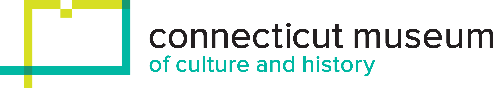 connecticut museum
of culture and history